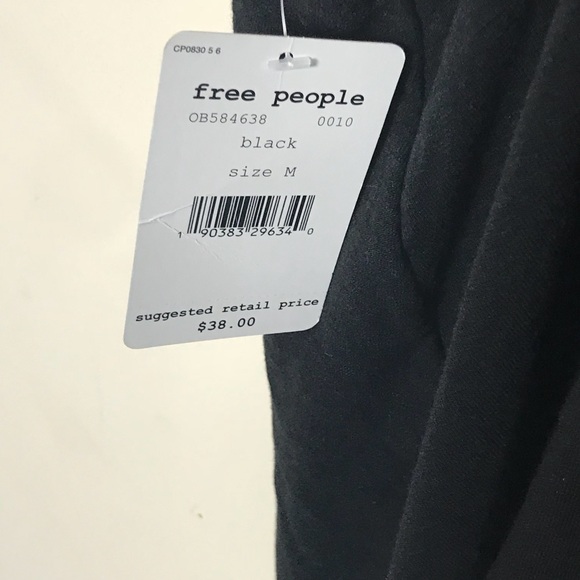 CP0830 5 6
free people
OB584638 0010
black
size M
1 90383 29634 0
suggested retail price
$38.00